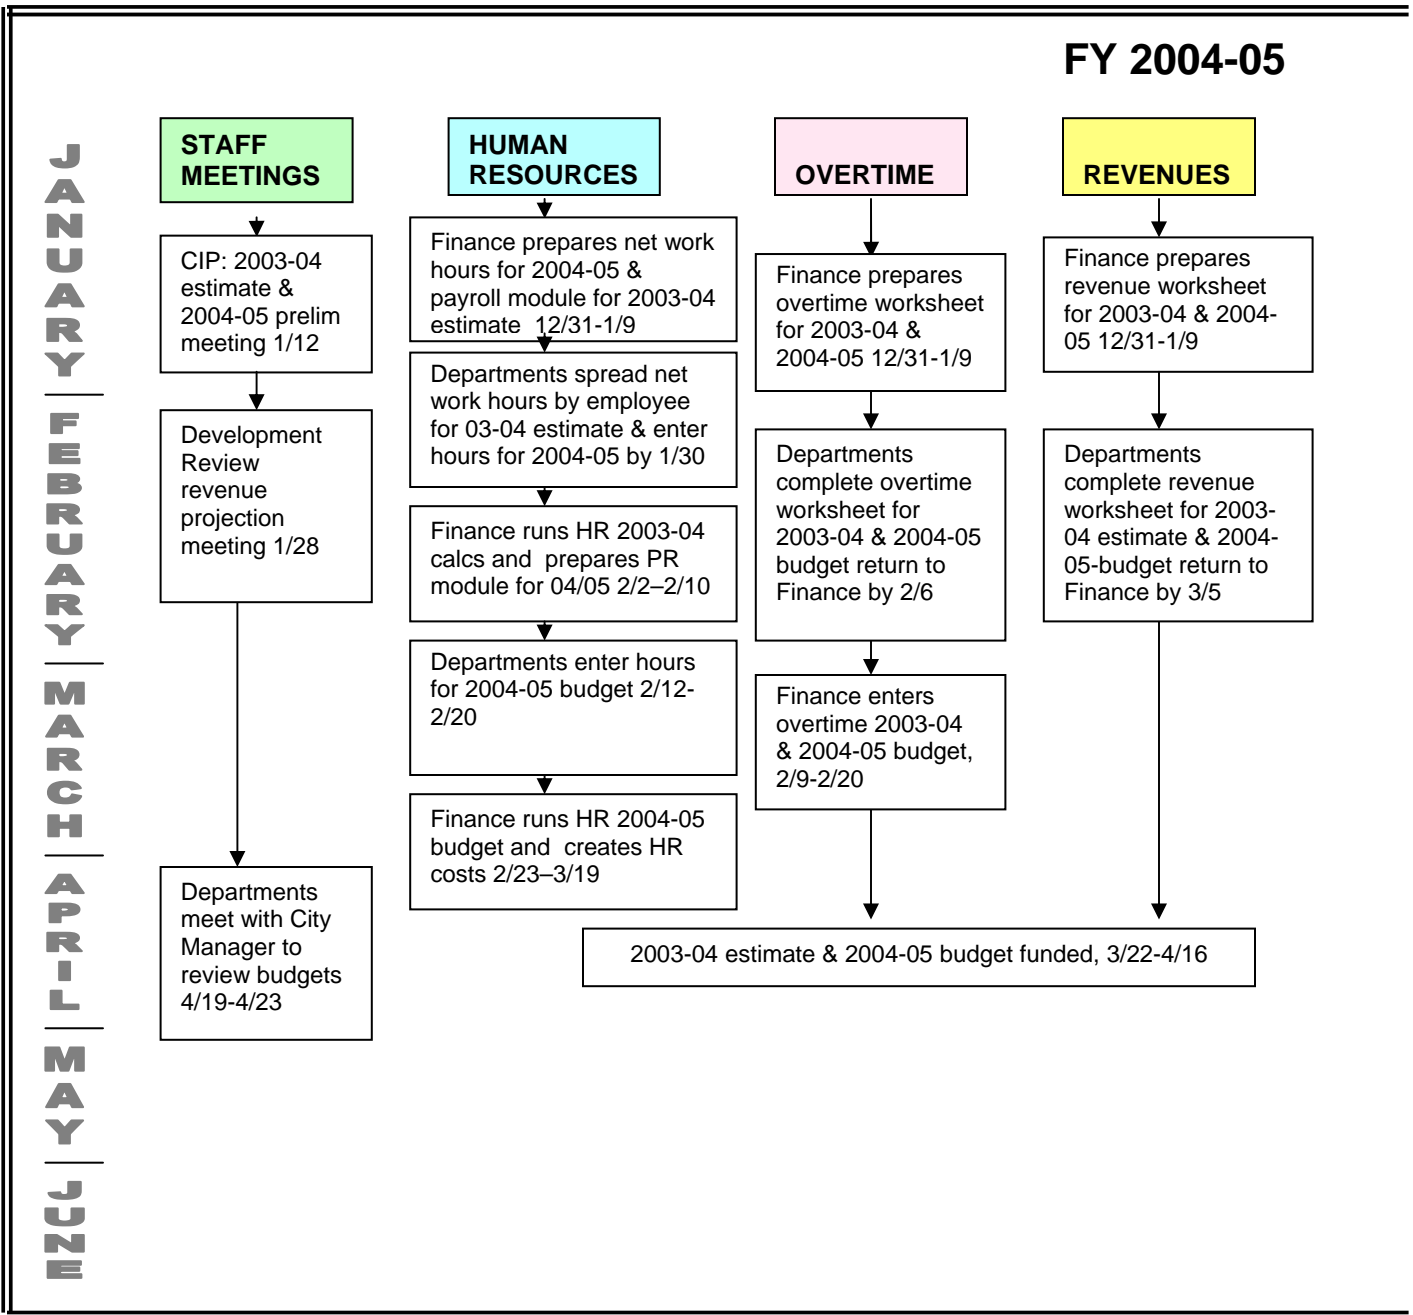 FY 2004-05
JANUARY
FEBRUARY
MARCH
APRIL
MAY
JUNE
STAFF
MEETINGS
CIP: 2003-04
estimate &
2004-05 prelim
meeting 1/12
Development
Review
revenue
projection
meeting 1/28
Departments
meet with City
Manager to
review budgets
4/19-4/23
HUMAN
RESOURCES
Finance prepares net work
hours for 2004-05 &
payroll module for 2003-04
estimate 12/31-1/9
Departments spread net
work hours by employee
for 03-04 estimate & enter
hours for 2004-05 by 1/30
Finance runs HR 2003-04
calcs and prepares PR
module for 04/05 2/2–2/10
Departments enter hours
for 2004-05 budget 2/12-
2/20
Finance runs HR 2004-05
budget and creates HR
costs 2/23–3/19
OVERTIME
Finance prepares
overtime worksheet
for 2003-04 &
2004-05 12/31-1/9
Departments
complete overtime
worksheet for
2003-04 & 2004-05
budget return to
Finance by 2/6
Finance enters
overtime 2003-04
& 2004-05 budget,
2/9-2/20
REVENUES
Finance prepares
revenue worksheet
for 2003-04 & 2004-
05 12/31-1/9
Departments
complete revenue
worksheet for 2003-
04 estimate & 2004-
05-budget return to
Finance by 3/5
2003-04 estimate & 2004-05 budget funded, 3/22-4/16